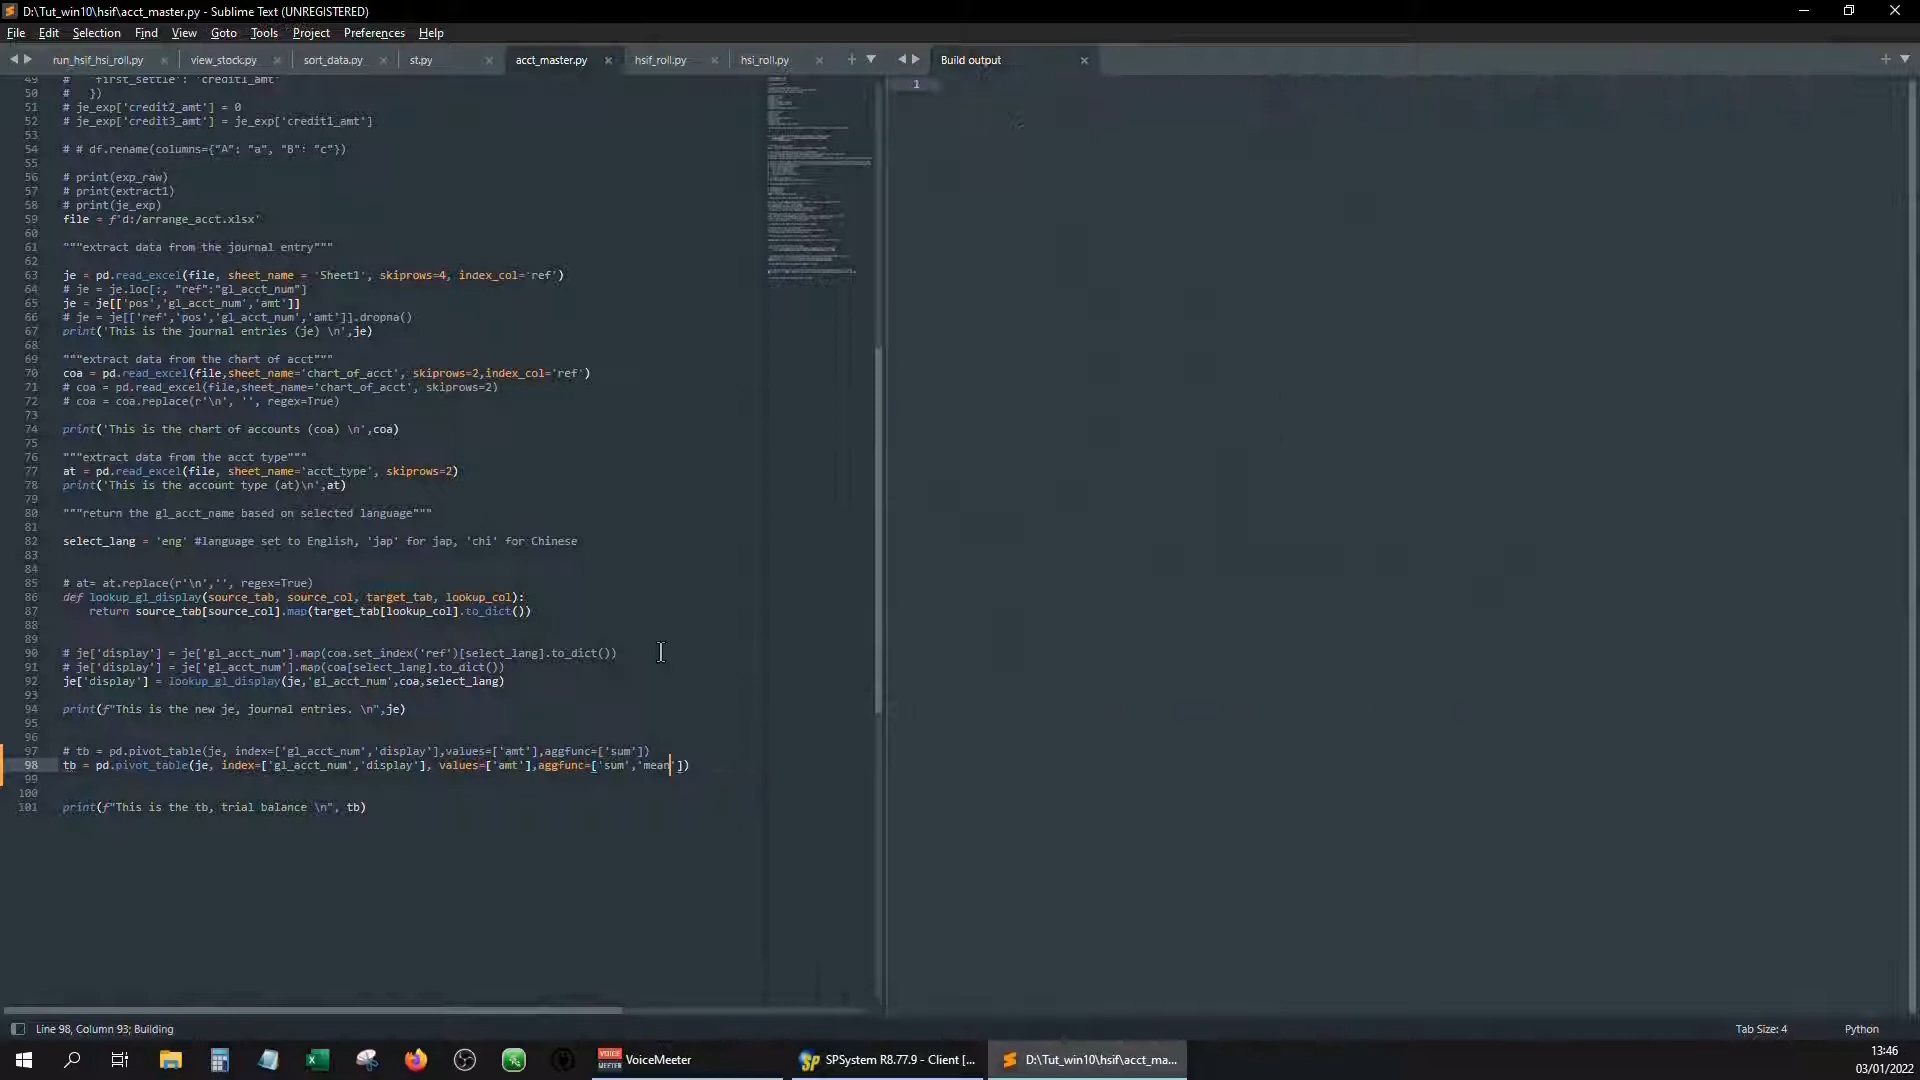 D:\Tut_win10\hsif\acct_master.py - Sublime Text (UNREGISTERED)
File Edit Selection Find View Goto Tools Project Preferences Help
run_hsif_hsi_roll.py view_stock.py sort_data.py st.py acct_master.py hsif_roll.py hsi_roll.py Build output
49 # 'first_settle': 'credit1_amt'
50 # })
51 # je_exp['credit2_amt'] = 0
52 # je_exp['credit3_amt'] = je_exp['credit1_amt']
53
54 # # df.rename(columns={"A": "a", "B": "c"})
55
56 # print(exp_raw)
57 # print(extract1)
58 # print(je_exp)
59 file = f'd:/arrange_acct.xlsx'
60
61 """extract data from the journal entry"""
62
63 je = pd.read_excel(file, sheet_name = 'Sheet1', skiprows=4, index_col='ref')
64 # je = je.loc[:, "ref":"gl_acct_num"]
65 je = je[['pos','gl_acct_num','amt']]
66 # je = je[['ref','pos','gl_acct_num','amt']].dropna()
67 print('This is the journal entries (je) \n',je)
68
69 """extract data from the chart of acct"""
70 coa = pd.read_excel(file,sheet_name='chart_of_acct', skiprows=2,index_col='ref')
71 # coa = pd.read_excel(file,sheet_name='chart_of_acct', skiprows=2)
72 # coa = coa.replace(r'\n', '', regex=True)
73
74 print('This is the chart of accounts (coa) \n',coa)
75
76 """extract data from the acct type"""
77 at = pd.read_excel(file, sheet_name='acct_type', skiprows=2)
78 print('This is the account type (at)\n',at)
79
80 """return the gl_acct_name based on selected language"""
81
82 select_lang = 'eng' #language set to English, 'jap' for jap, 'chi' for Chinese
83
84
85 # at= at.replace(r'\n','', regex=True)
86 def lookup_gl_display(source_tab, source_col, target_tab, lookup_col):
87 return source_tab[source_col].map(target_tab[lookup_col].to_dict())
88
89
90 # je['display'] = je['gl_acct_num'].map(coa.set_index('ref')[select_lang].to_dict())
91 # je['display'] = je['gl_acct_num'].map(coa[select_lang].to_dict())
92 je['display'] = lookup_gl_display(je,'gl_acct_num',coa,select_lang)
93
94 print(f"This is the new je, journal entries. \n",je)
95
96
97 # tb = pd.pivot_table(je, index=['gl_acct_num','display'],values=['amt'],aggfunc=['sum'])
98 tb = pd.pivot_table(je, index=['gl_acct_num','display'], values=['amt'],aggfunc=['sum','mean'])
99
100
101 print(f"This is the tb, trial balance \n", tb)
1
Line 98, Column 93; Building Tab Size: 4 Python
VOICE MEETER VoiceMeeter SP SPSystem R8.77.9 - Client [... D:\Tut_win10\hsif\acct_ma...
13:46
03/01/2022